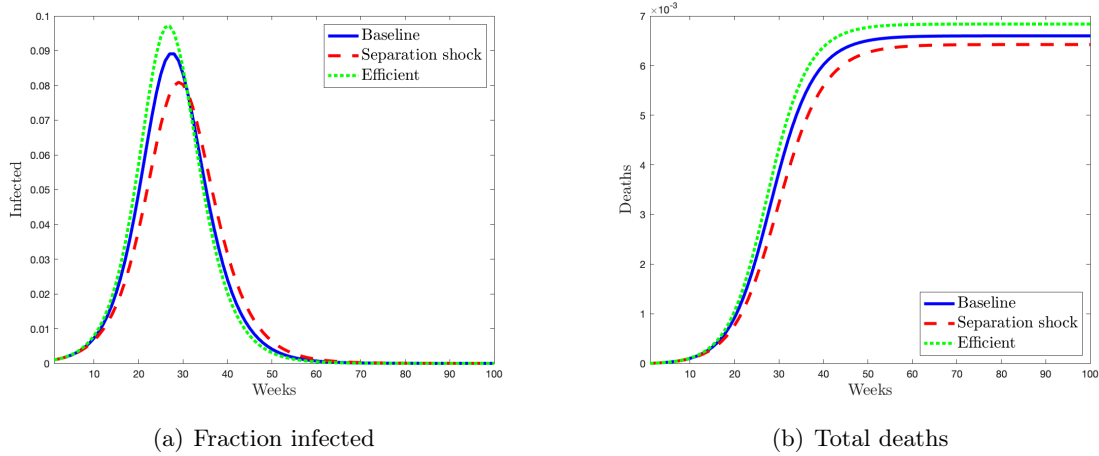 0.1
0.09
0.08
0.07
0.06
0.05
0.04
0.03
0.02
0.01
0
Infected
10 20 30 40 50 60 70 80 90 100
Weeks
Baseline
Separation shock
Efficient
(a) Fraction infected
×10⁻³
7
6
5
4
3
2
1
0
Deaths
10 20 30 40 50 60 70 80 90 100
Weeks
Baseline
Separation shock
Efficient
(b) Total deaths